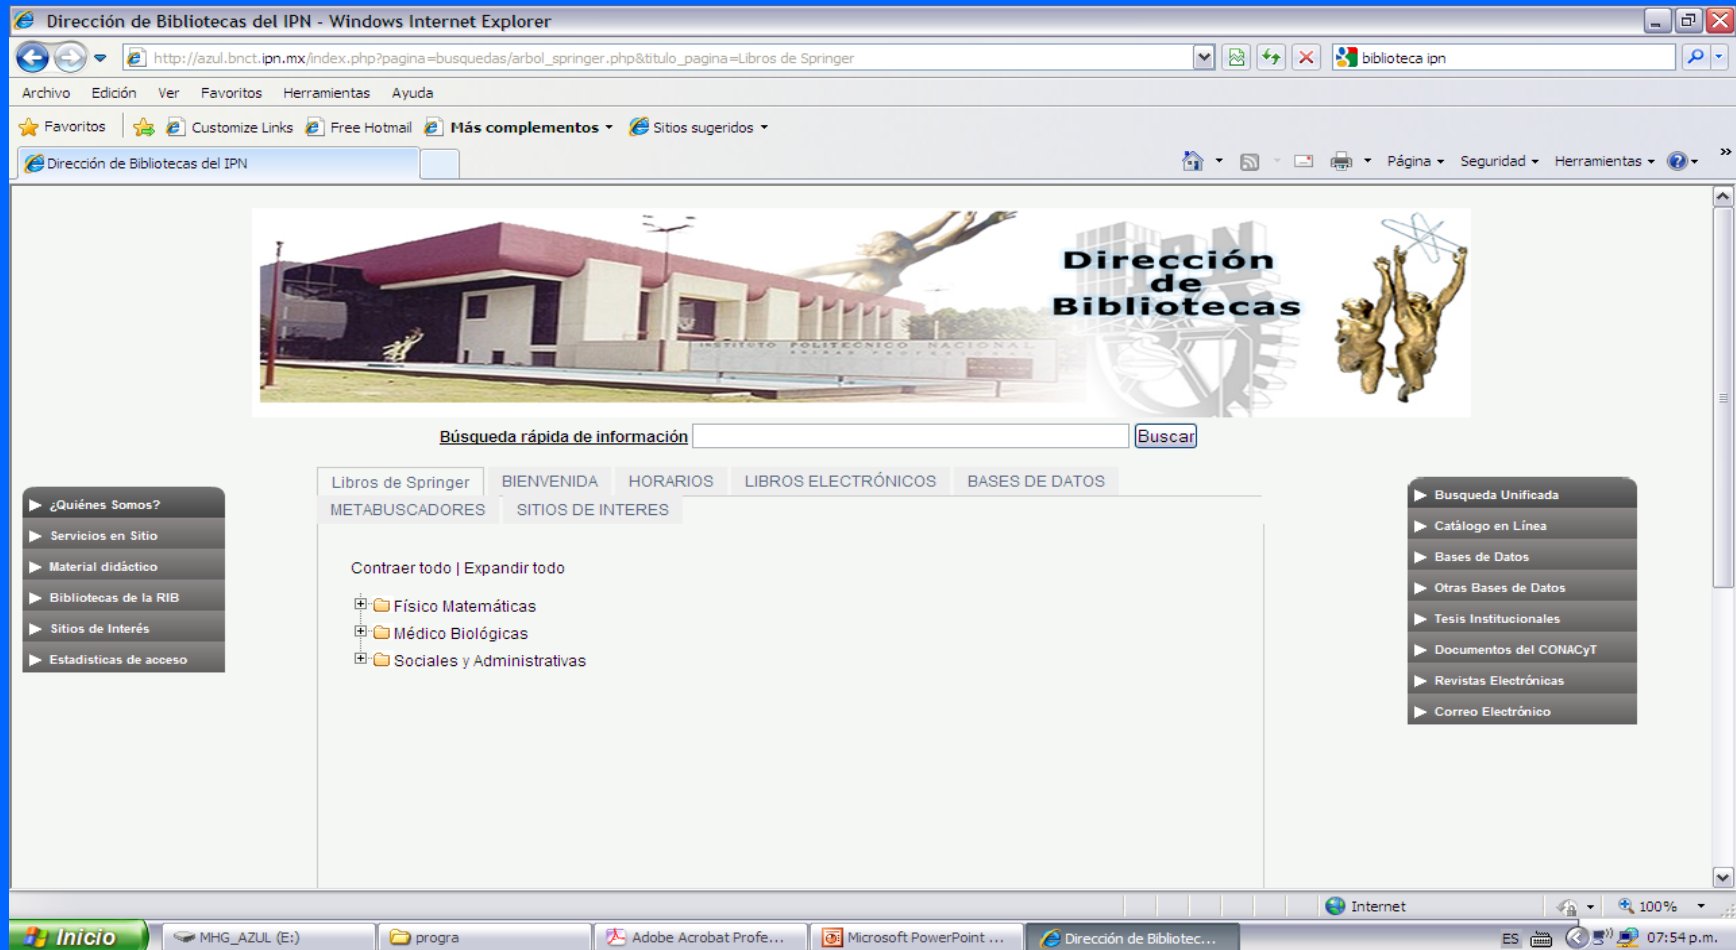 Dirección de Bibliotecas del IPN - Windows Internet Explorer
http://azul.bnct.ipn.mx/index.php?pagina=busquedas/arbol_springer.php&titulo_pagina=Libros de Springer
biblioteca ipn
Archivo Edición Ver Favoritos Herramientas Ayuda
Favoritos Customize Links Free Hotmail Más complementos Sitios sugeridos
Dirección de Bibliotecas del IPN
Página Seguridad Herramientas
Dirección
de
Bibliotecas
INSTITUTO POLITECNICO NACIONAL
Búsqueda rápida de información Buscar
Libros de Springer BIENVENIDA HORARIOS LIBROS ELECTRÓNICOS BASES DE DATOS
METABUSCADORES SITIOS DE INTERES
¿Quiénes Somos?
Servicios en Sitio
Material didáctico
Bibliotecas de la RIB
Sitios de Interés
Estadisticas de acceso
Contraer todo | Expandir todo
Físico Matemáticas
Médico Biológicas
Sociales y Administrativas
Busqueda Unificada
Catálogo en Línea
Bases de Datos
Otras Bases de Datos
Tesis Institucionales
Documentos del CONACyT
Revistas Electrónicas
Correo Electrónico
Internet 100%
Inicio MHG_AZUL (E:) progra Adobe Acrobat Profe... Microsoft PowerPoint ... Dirección de Bibliotec... ES 07:54 p.m.